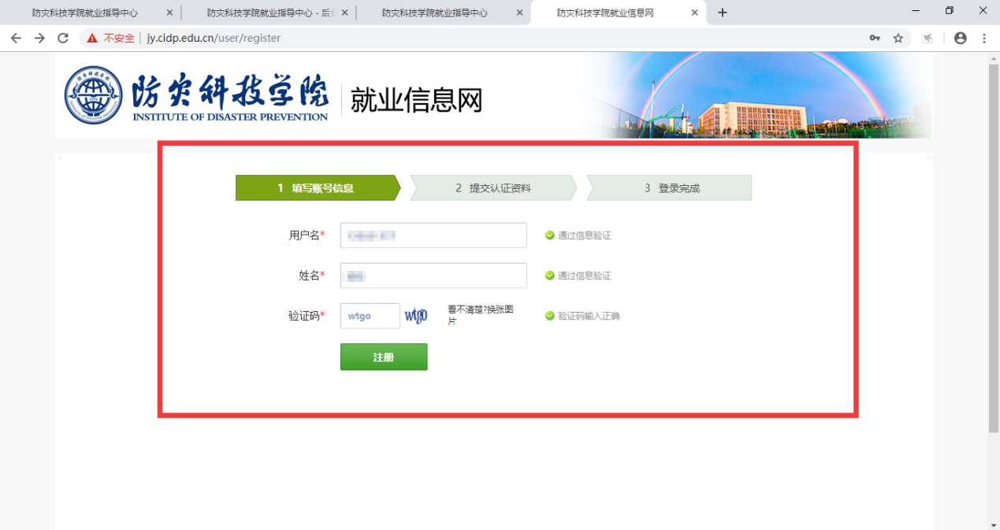 防灾科技学院就业指导中心
防灾科技学院就业指导中心 - 后
防灾科技学院就业指导中心
防灾科技学院就业信息网
不安全 jy.cidp.edu.cn/user/register
防灾科技学院
INSTITUTE OF DISASTER PREVENTION
就业信息网
1 填写账号信息
2 提交认证资料
3 登录完成
用户名*
通过信息验证
姓名*
通过信息验证
验证码*
wtgo
wtgo
看不清楚?换张图
片
验证码输入正确
注册